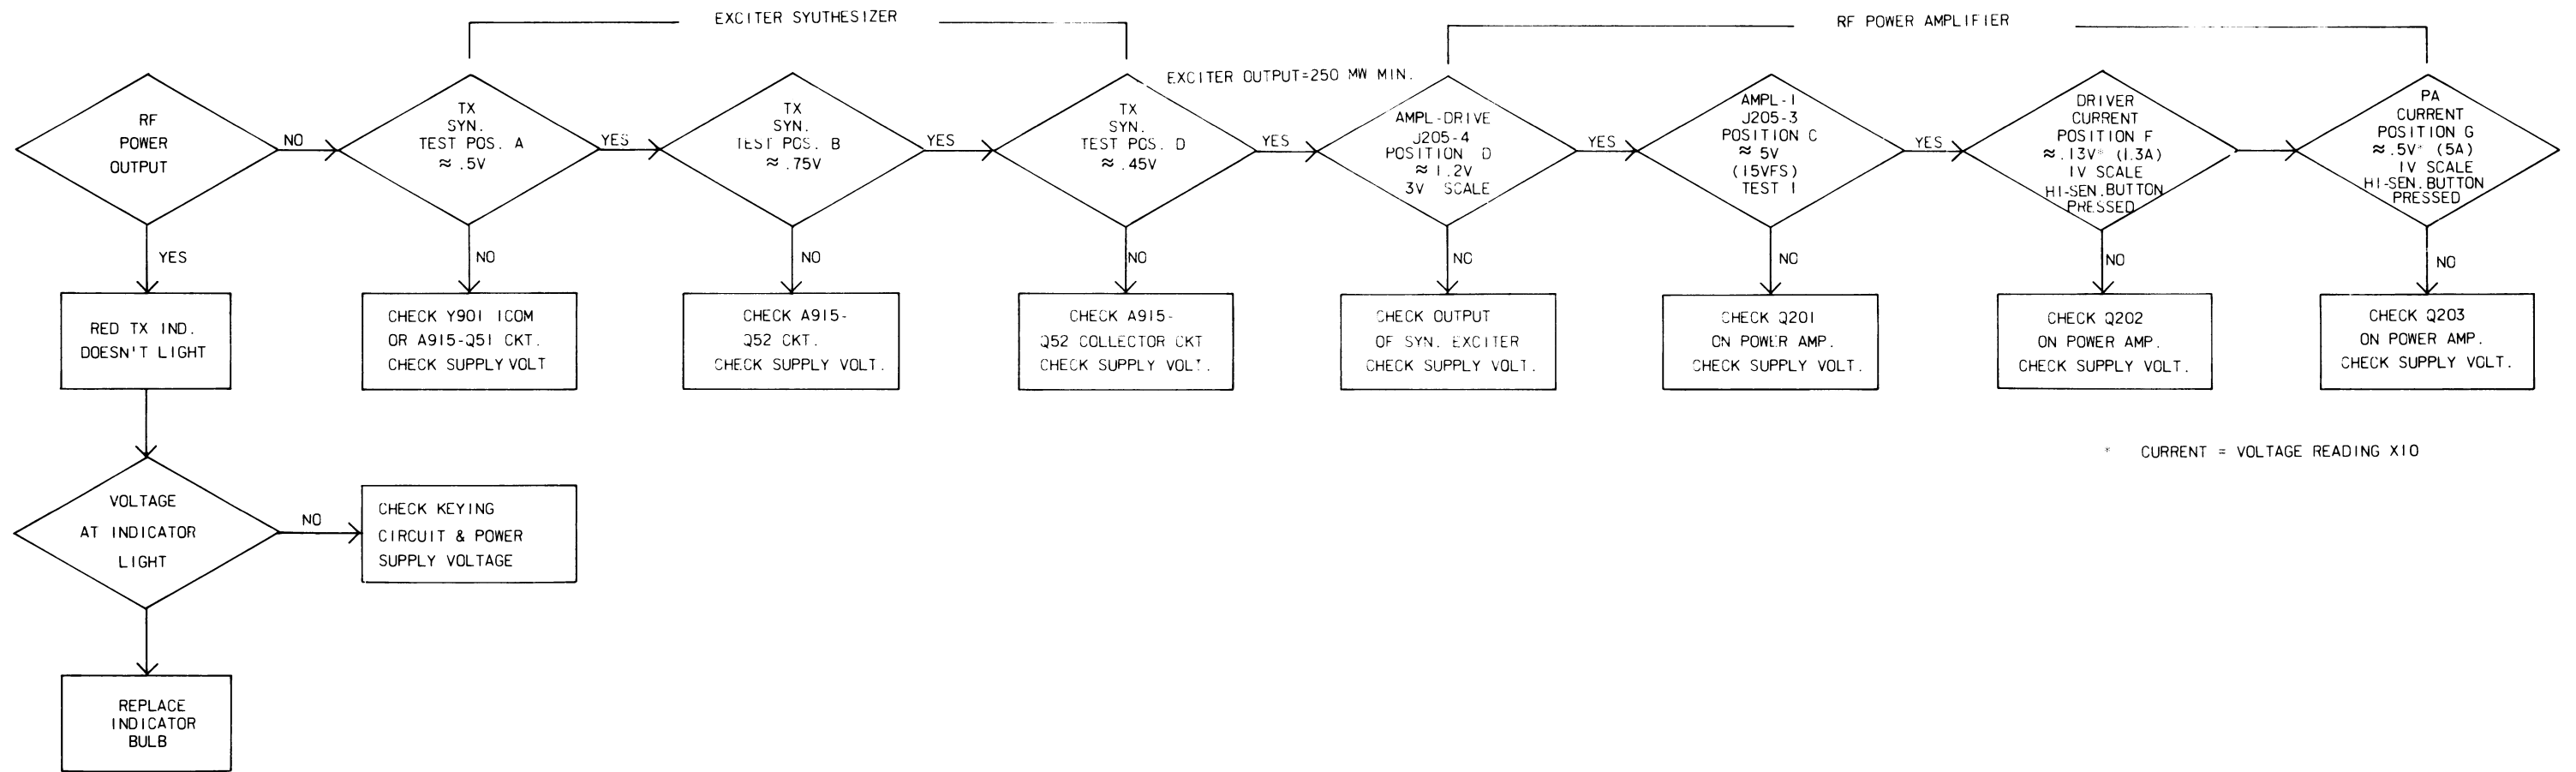 EXCITER SYUTHESIZER
RF POWER AMPLIFIER
EXCITER OUTPUT=250 MW MIN.
RF
POWER
OUTPUT
NO
TX
SYN.
TEST POS. A
≈ .5V
YES
TX
SYN.
TEST POS. B
≈ .75V
YES
TX
SYN.
TEST POS. D
≈ .45V
YES
AMPL-DRIVE
J205-4
POSITION D
≈ 1.2V
3V SCALE
YES
AMPL-1
J205-3
POSITION C
≈ 5V
(15VFS)
TEST 1
YES
DRIVER
CURRENT
POSITION F
≈ .13V* (1.3A)
1V SCALE
HI-SEN.BUTTON
PRESSED
PA
CURRENT
POSITION G
≈ .5V* (5A)
1V SCALE
HI-SEN.BUTTON
PRESSED
YES
NO
NO
NO
NO
NO
NO
NO
RED TX IND.
DOESN'T LIGHT
CHECK Y901 ICOM
OR A915-Q51 CKT.
CHECK SUPPLY VOLT
CHECK A915-
Q52 CKT.
CHECK SUPPLY VOLT.
CHECK A915-
Q52 COLLECTOR CKT
CHECK SUPPLY VOLT.
CHECK OUTPUT
OF SYN. EXCITER
CHECK SUPPLY VOLT.
CHECK Q201
ON POWER AMP.
CHECK SUPPLY VOLT.
CHECK Q202
ON POWER AMP.
CHECK SUPPLY VOLT.
CHECK Q203
ON POWER AMP.
CHECK SUPPLY VOLT.
* CURRENT = VOLTAGE READING X10
VOLTAGE
AT INDICATOR
LIGHT
NO
CHECK KEYING
CIRCUIT & POWER
SUPPLY VOLTAGE
REPLACE
INDICATOR
BULB